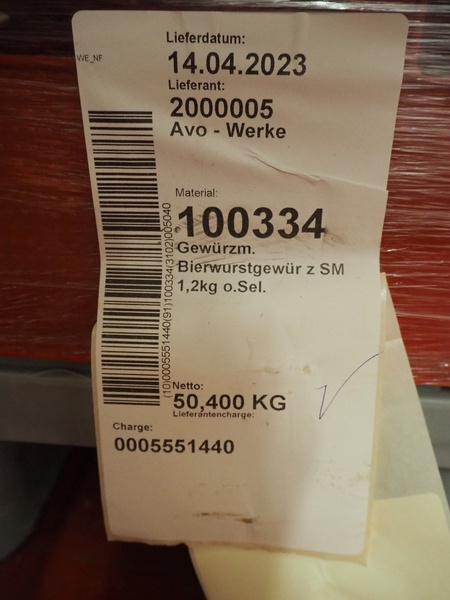 WE_NF
Lieferdatum:
14.04.2023
Lieferant:
2000005
Avo - Werke
Material:
100334
Gewürzm.
Bierwurstgewür z SM
1,2kg o.Sel.
(10)0005551440(91)100334(3102)005040
Netto:
50,400 KG
Lieferantencharge:
Charge:
0005551440